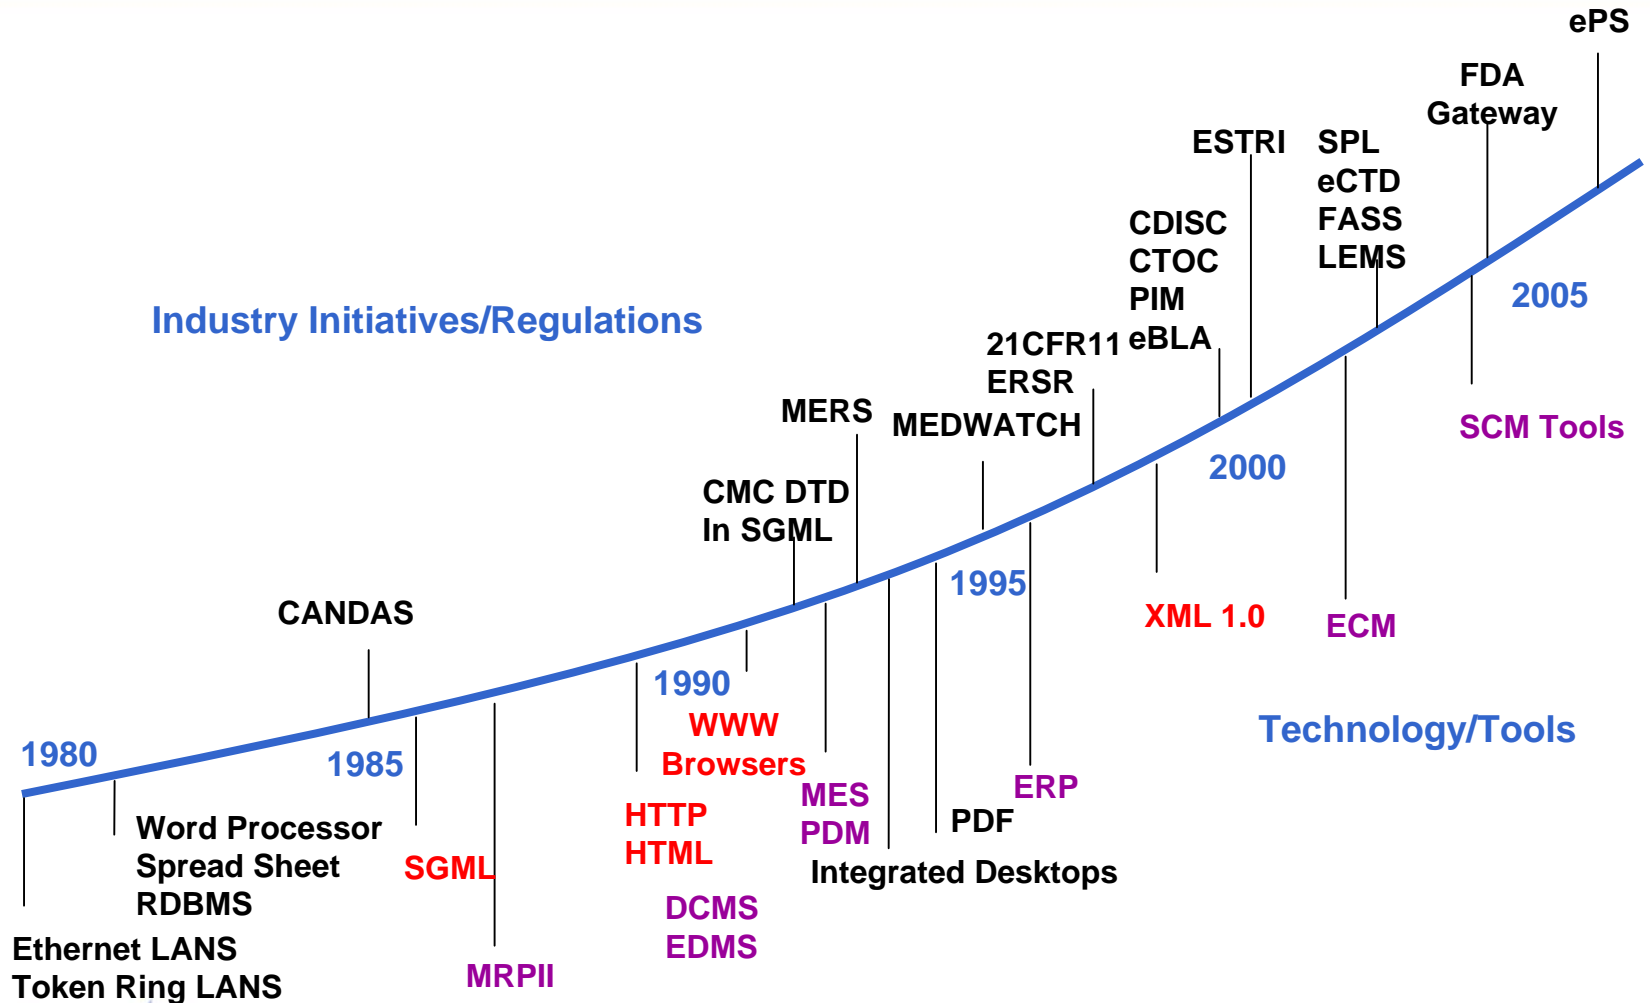 ePS
FDA
Gateway
ESTRI
SPL
eCTD
FASS
LEMS
CDISC
CTOC
PIM
eBLA
2005
Industry Initiatives/Regulations
21CFR11
ERSR
MERS
MEDWATCH
SCM Tools
2000
CMC DTD
In SGML
1995
CANDAS
XML 1.0
ECM
1990
WWW
Browsers
Technology/Tools
1980
1985
MES
PDM
ERP
HTTP
HTML
PDF
Word Processor
Spread Sheet
RDBMS
SGML
Integrated Desktops
DCMS
EDMS
Ethernet LANS
Token Ring LANS
MRPII